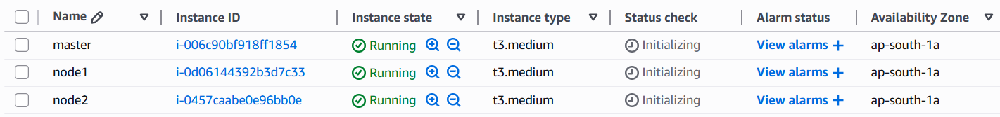 Name Instance ID Instance state Instance type Status check Alarm status Availability Zone
master i-006c90bf918ff1854 Running t3.medium Initializing View alarms + ap-south-1a
node1 i-0d06144392b3d7c33 Running t3.medium Initializing View alarms + ap-south-1a
node2 i-0457caabe0e96bb0e Running t3.medium Initializing View alarms + ap-south-1a